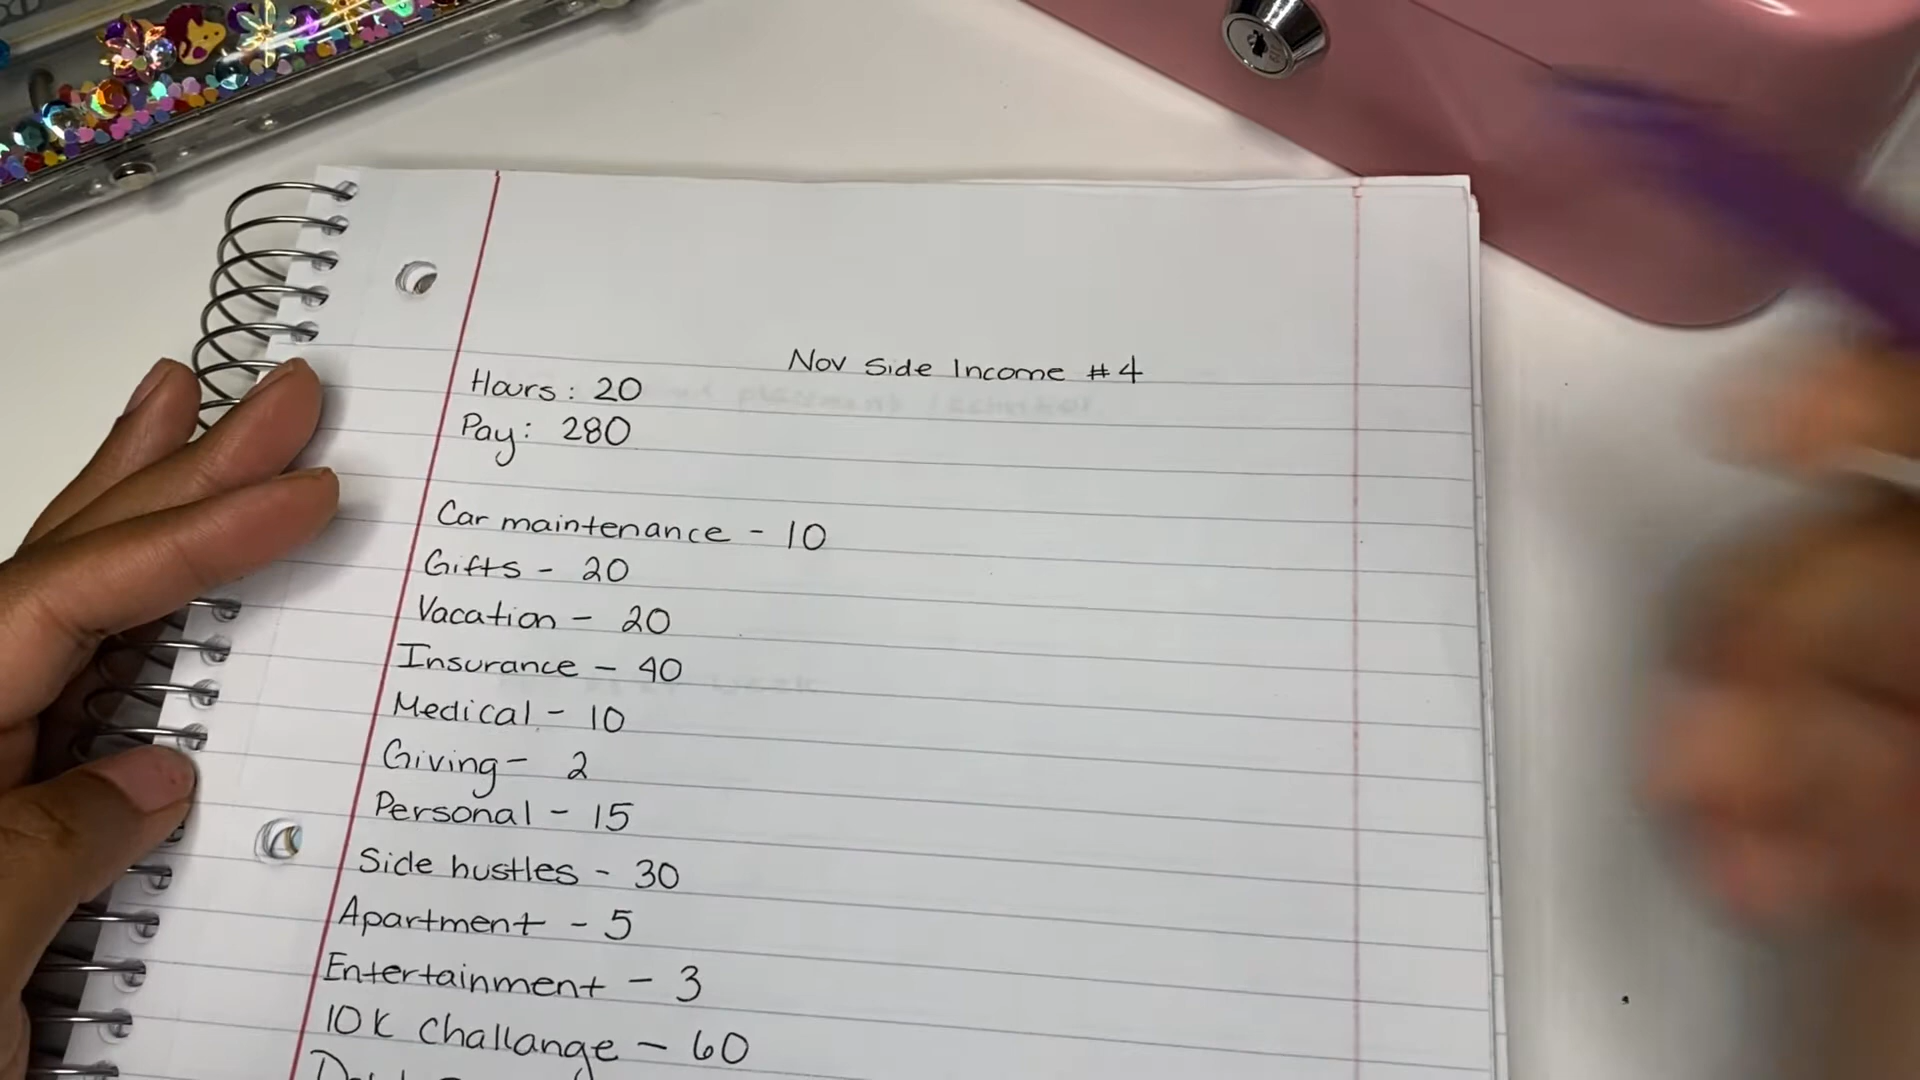 Nov Side Income #4
Hours: 20
Pay: 280
Car maintenance - 10
Gifts - 20
Vacation - 20
Insurance - 40
Medical - 10
Giving - 2
Personal - 15
Side hustles - 30
Apartment - 5
Entertainment - 3
10K Challange - 60